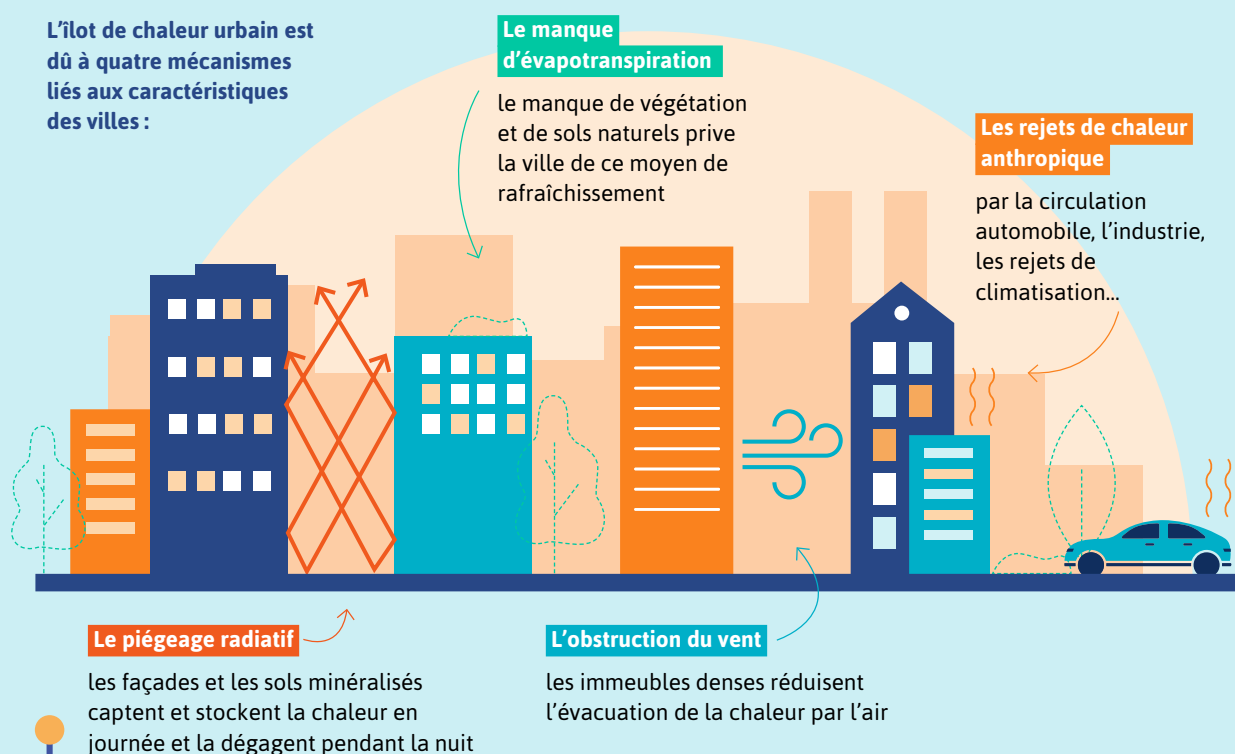 L'îlot de chaleur urbain est
dû à quatre mécanismes
liés aux caractéristiques
des villes :
Le manque
d'évapotranspiration
le manque de végétation
et de sols naturels prive
la ville de ce moyen de
rafraîchissement
Les rejets de chaleur
anthropique
par la circulation
automobile, l'industrie,
les rejets de
climatisation...
Le piégeage radiatif
les façades et les sols minéralisés
captent et stockent la chaleur en
journée et la dégagent pendant la nuit
L'obstruction du vent
les immeubles denses réduisent
l'évacuation de la chaleur par l'air